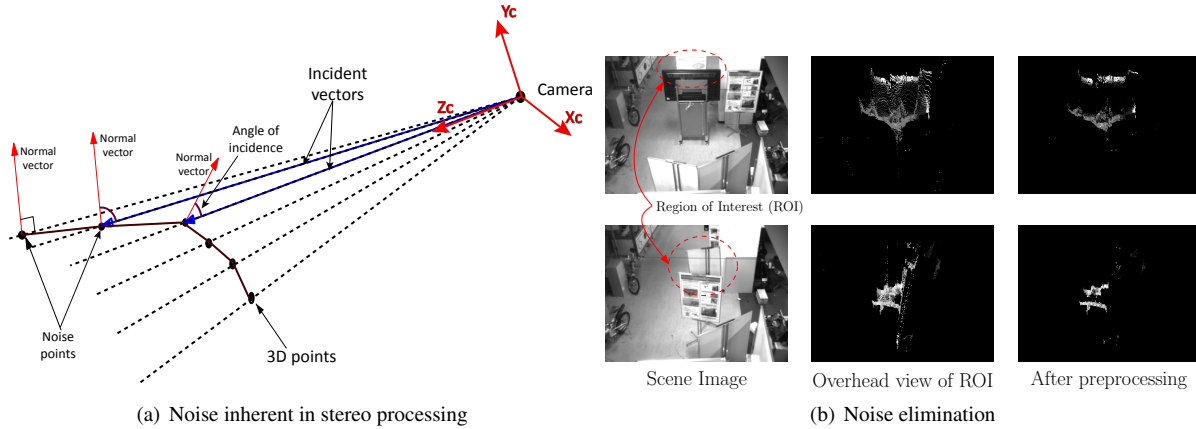 Yc
Camera
Xc
Zc
Incident
vectors
Angle of
incidence
Normal
vector
Normal
vector
Normal
vector
Noise
points
3D points
(a) Noise inherent in stereo processing
Region of Interest (ROI)
Scene Image
Overhead view of ROI
After preprocessing
(b) Noise elimination